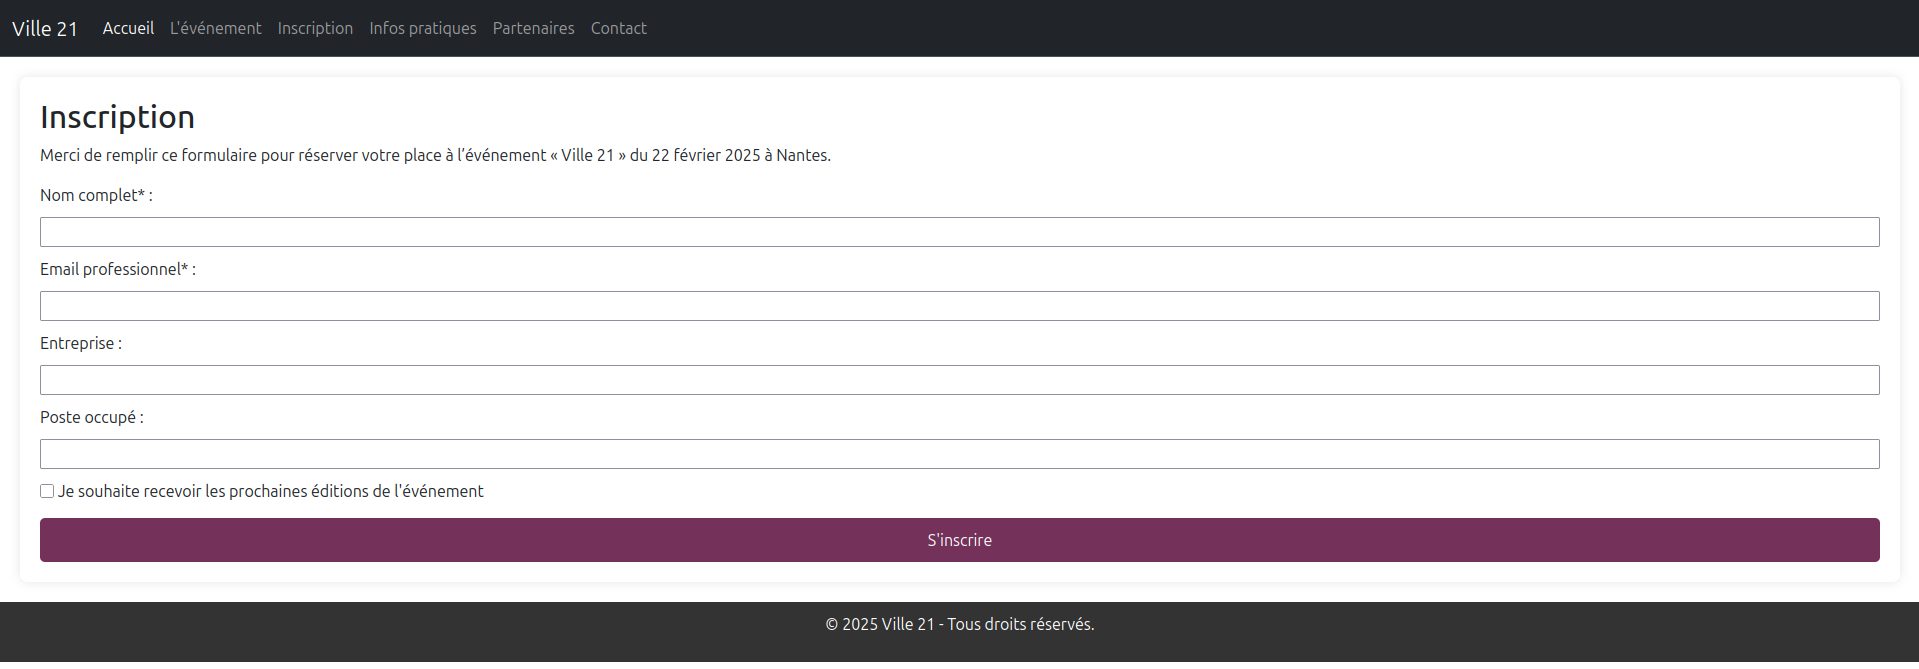 Ville 21 Accueil L'événement Inscription Infos pratiques Partenaires Contact
Inscription
Merci de remplir ce formulaire pour réserver votre place à l’événement « Ville 21 » du 22 février 2025 à Nantes.
Nom complet* :
Email professionnel* :
Entreprise :
Poste occupé :
Je souhaite recevoir les prochaines éditions de l'événement
S'inscrire
© 2025 Ville 21 - Tous droits réservés.